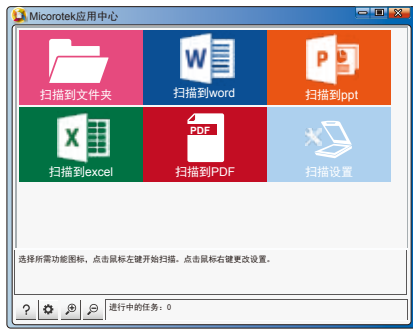 Micorotek应用中心
扫描到文件夹
扫描到word
扫描到ppt
扫描到excel
PDF
扫描到PDF
扫描设置
选择所需功能图标，点击鼠标左键开始扫描。点击鼠标右键更改设置。
进行中的任务：0